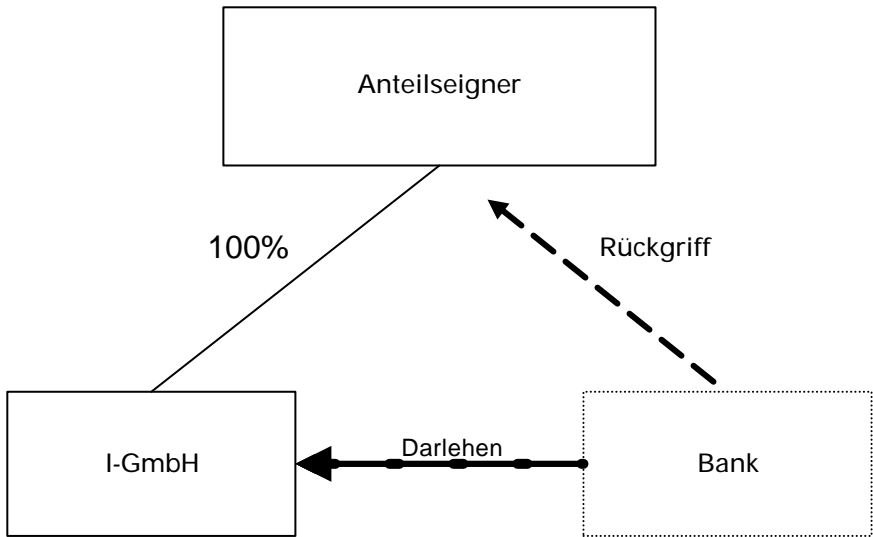 Anteilseigner
100%
Rückgriff
I-GmbH
Darlehen
Bank